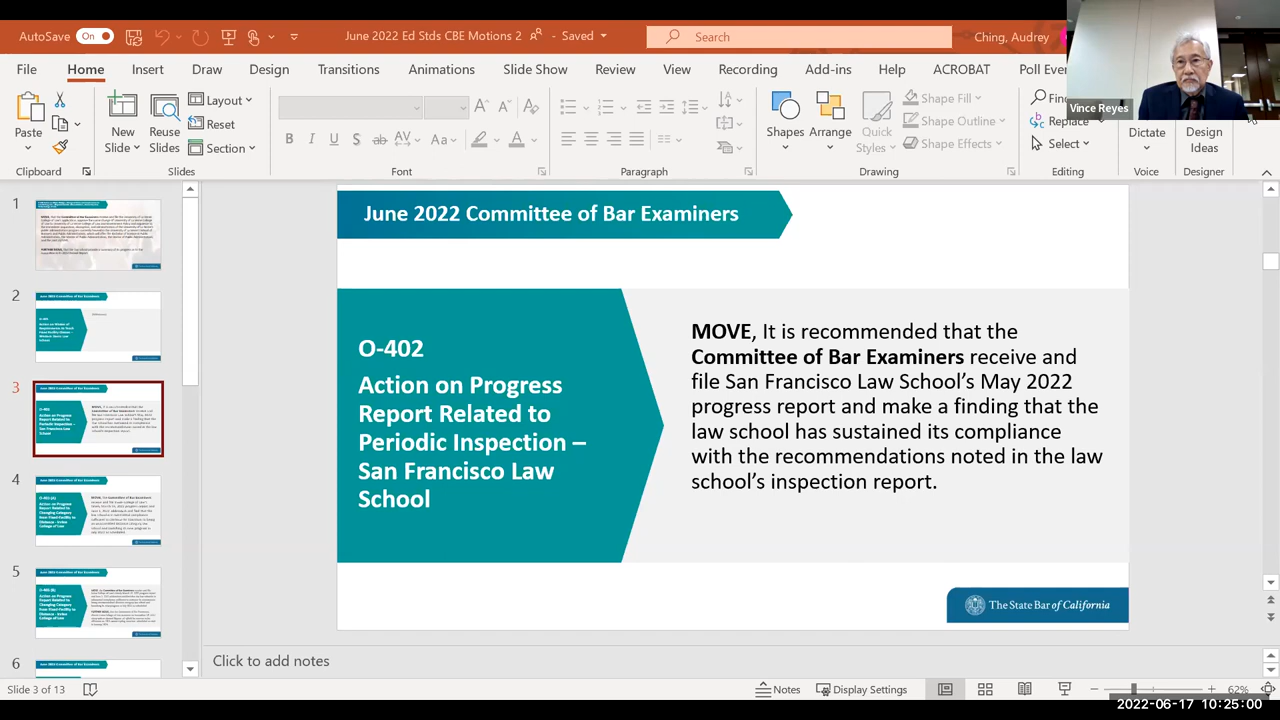 AutoSave On June 2022 Ed Stds CBE Motions 2 - Saved Search Ching, Audrey
File Home Insert Draw Design Transitions Animations Slide Show Review View Recording Add-ins Help ACROBAT Poll Ever
Vince Reyes
Paste
New Slide
Reuse Slides
Layout
Reset
Section
Shapes
Arrange
Quick Styles
Shape Fill
Shape Outline
Shape Effects
Replace
Select
Dictate
Design Ideas
Clipboard Slides Font Paragraph Drawing Editing Voice Designer
1
2
3
4
5
6
June 2022 Committee of Bar Examiners
O-402
Action on Progress
Report Related to
Periodic Inspection –
San Francisco Law
School
MOVE, It is recommended that the
Committee of Bar Examiners receive and
file San Francisco Law School’s May 2022
progress report and make a finding that the
law school has sustained its compliance
with the recommendations noted in the law
school’s inspection report.
The State Bar of California
Click to add notes
Slide 3 of 13 Notes Display Settings 62%
2022-06-17 10:25:00